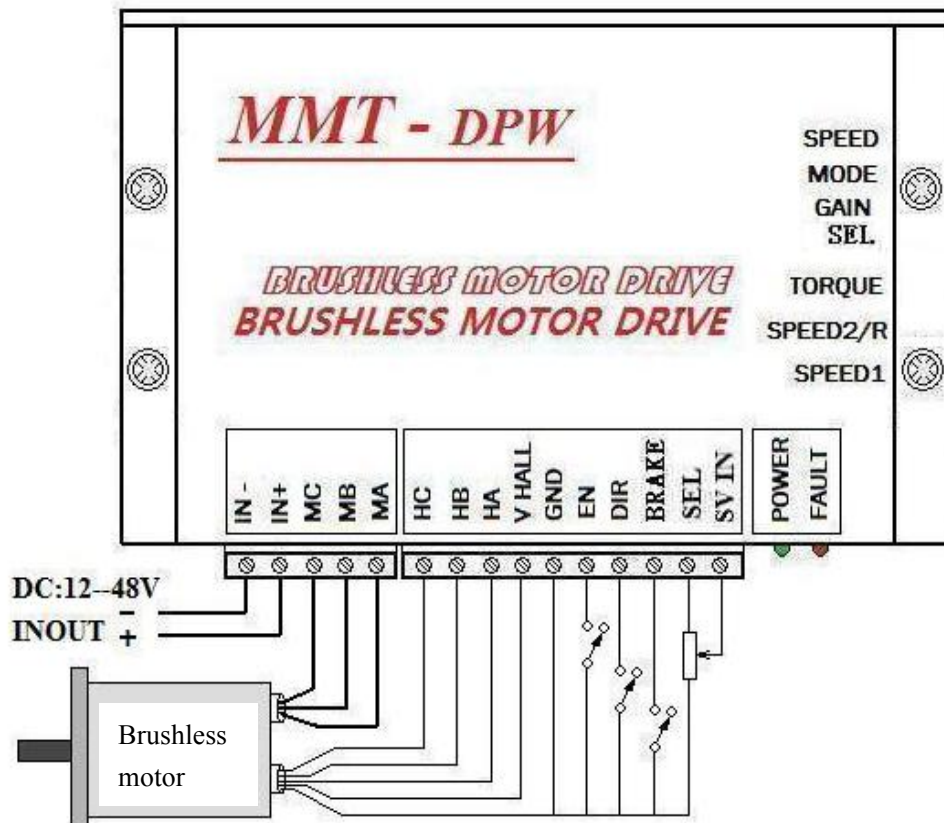 MMT - DPW
SPEED
MODE
GAIN
SEL
BRUSHLESS MOTOR DRIVE
BRUSHLESS MOTOR DRIVE
TORQUE
SPEED2/R
SPEED1
IN -
IN+
MC
MB
MA
HC
HB
HA
V HALL
GND
EN
DIR
BRAKE
SEL
SV IN
POWER
FAULT
DC:12--48V
-
INOUT +
Brushless
motor